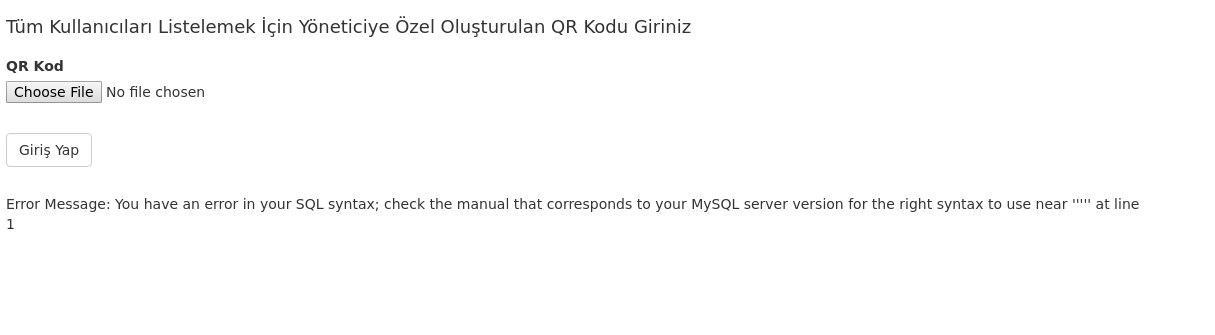 Tüm Kullanıcıları Listelemek İçin Yöneticiye Özel Oluşturulan QR Kodu Giriniz
QR Kod
Choose File No file chosen
Giriş Yap
Error Message: You have an error in your SQL syntax; check the manual that corresponds to your MySQL server version for the right syntax to use near ''''' at line
1